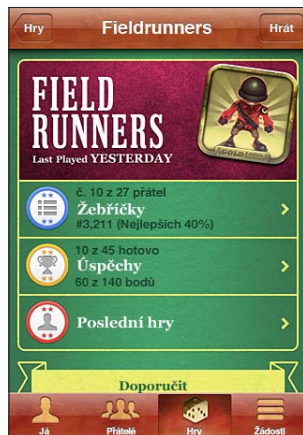 Hry Fieldrunners Hrát
FIELD
RUNNERS
Last Played YESTERDAY
GOLD
č. 10 z 27 přátel
Žebříčky
#3,211 (Nejlepších 40%)
10 z 45 hotovo
Úspěchy
60 z 140 bodů
Poslední hry
Doporučit
Já Přátelé Hry Žádosti